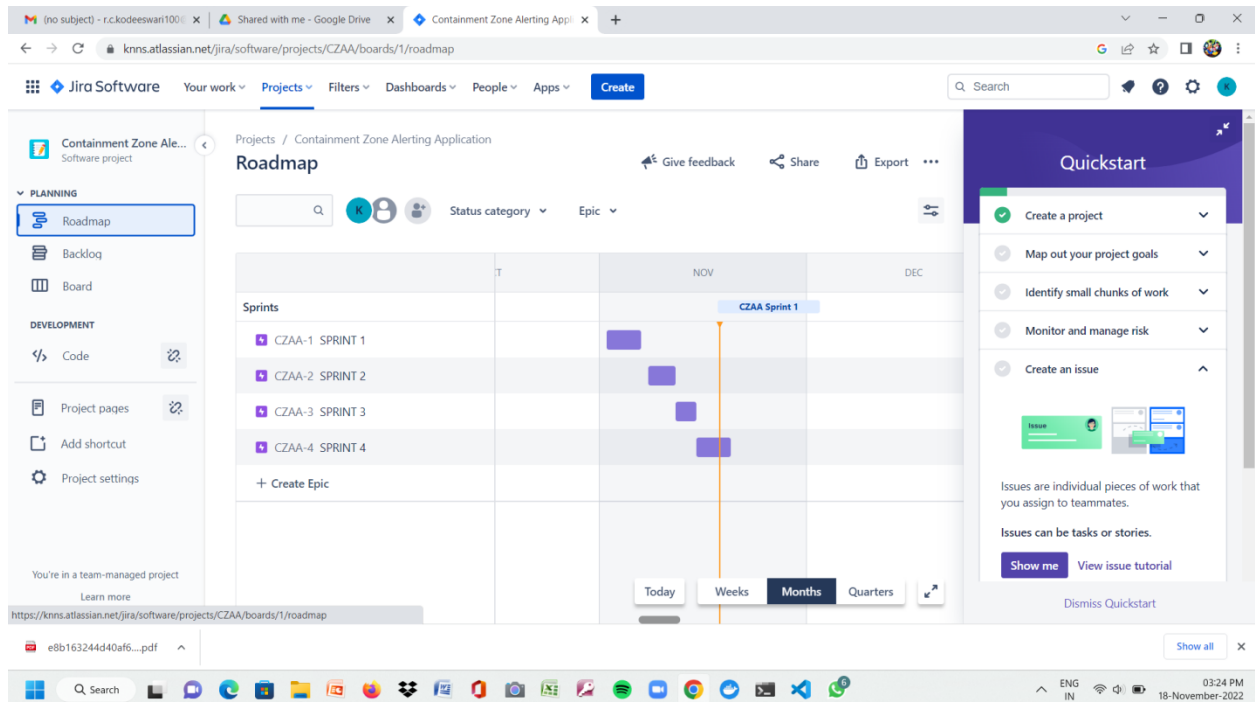 (no subject) - r.c.kodeeswari100@
Shared with me - Google Drive
Containment Zone Alerting Appl
knns.atlassian.net/jira/software/projects/CZAA/boards/1/roadmap
Jira Software Your work Projects Filters Dashboards People Apps Create Search K
Containment Zone Ale...
Software project
PLANNING
Roadmap
Backlog
Board
DEVELOPMENT
Code
Project pages
Add shortcut
Project settings
You're in a team-managed project
Learn more
https://knns.atlassian.net/jira/software/projects/CZAA/boards/1/roadmap
Projects / Containment Zone Alerting Application
Roadmap
Give feedback Share Export
K Status category Epic
T NOV DEC
Sprints CZAA Sprint 1
CZAA-1 SPRINT 1
CZAA-2 SPRINT 2
CZAA-3 SPRINT 3
CZAA-4 SPRINT 4
+ Create Epic
Today Weeks Months Quarters
Quickstart
Create a project
Map out your project goals
Identify small chunks of work
Monitor and manage risk
Create an issue
Issue
Issues are individual pieces of work that
you assign to teammates.
Issues can be tasks or stories.
Show me View issue tutorial
Dismiss Quickstart
e8b163244d40af6....pdf Show all
Search 6 ENG 03:24 PM
IN 18-November-2022